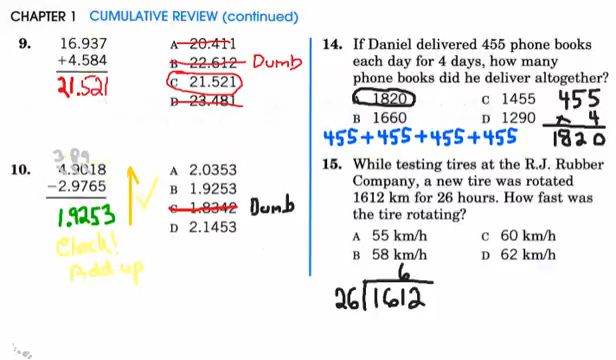 CHAPTER 1 CUMULATIVE REVIEW (continued)
9. 16.937
+4.584
21.521
A 20.411
B 22.612
C 21.521
D 23.481
Dumb
10. 4.9018
−2.9765
1.9253
Check!
Add up
A 2.0353
B 1.9253
C 1.8342
D 2.1453
Dumb
14. If Daniel delivered 455 phone books
each day for 4 days, how many
phone books did he deliver altogether?
A 1820 C 1455
B 1660 D 1290
455
x 4
1820
455+455+455+455
15. While testing tires at the R.J. Rubber
Company, a new tire was rotated
1612 km for 26 hours. How fast was
the tire rotating?
A 55 km/h C 60 km/h
B 58 km/h D 62 km/h
6
26 1612